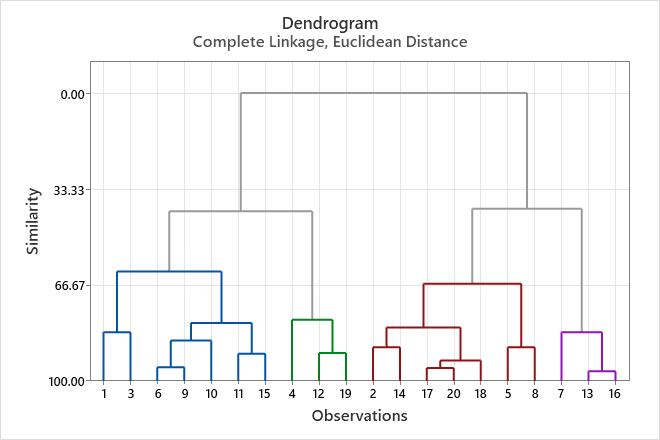 Dendrogram
Complete Linkage, Euclidean Distance
0.00
33.33
Similarity
66.67
100.00
1 3 6 9 10 11 15 4 12 19 2 14 17 20 18 5 8 7 13 16
Observations